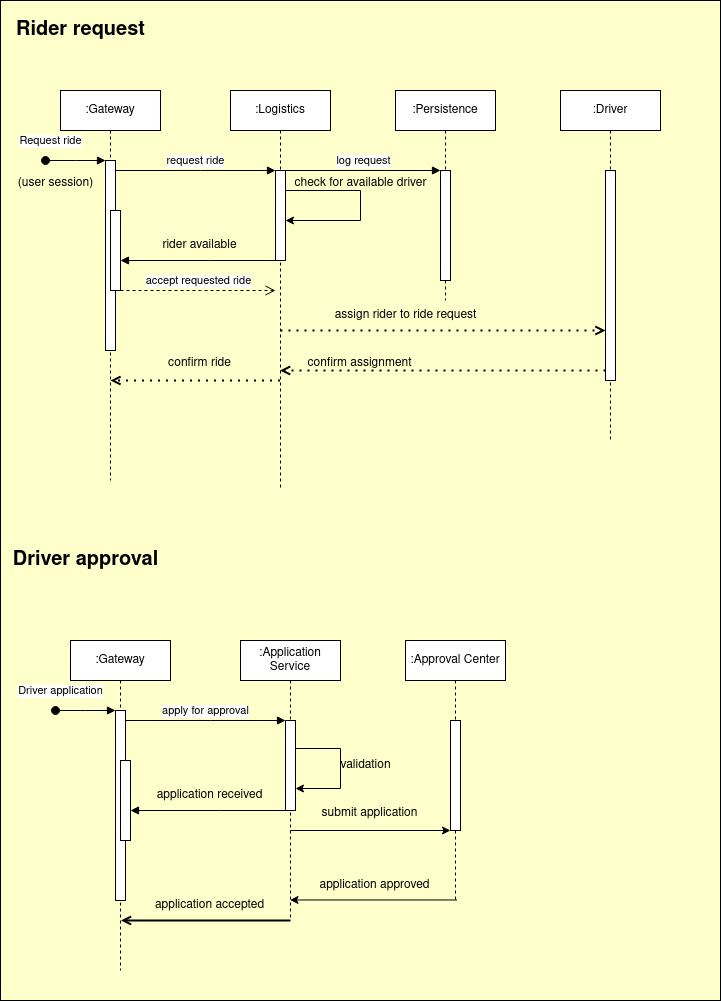 Rider request
:Gateway
:Logistics
:Persistence
:Driver
Request ride
request ride
log request
(user session)
check for available driver
rider available
accept requested ride
assign rider to ride request
confirm ride
confirm assignment
Driver approval
:Gateway
:Application
Service
:Approval Center
Driver application
apply for approval
validation
application received
submit application
application approved
application accepted